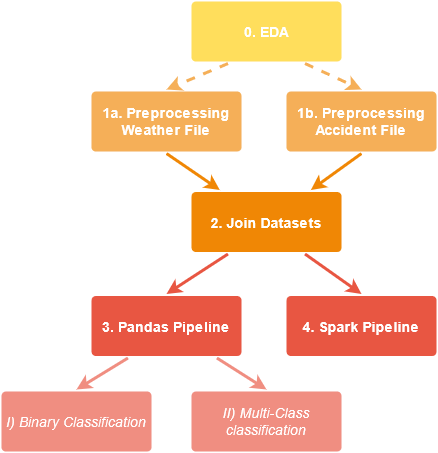 0. EDA
1a. Preprocessing
Weather File
1b. Preprocessing
Accident File
2. Join Datasets
3. Pandas Pipeline
4. Spark Pipeline
I) Binary Classification
II) Multi-Class
classification